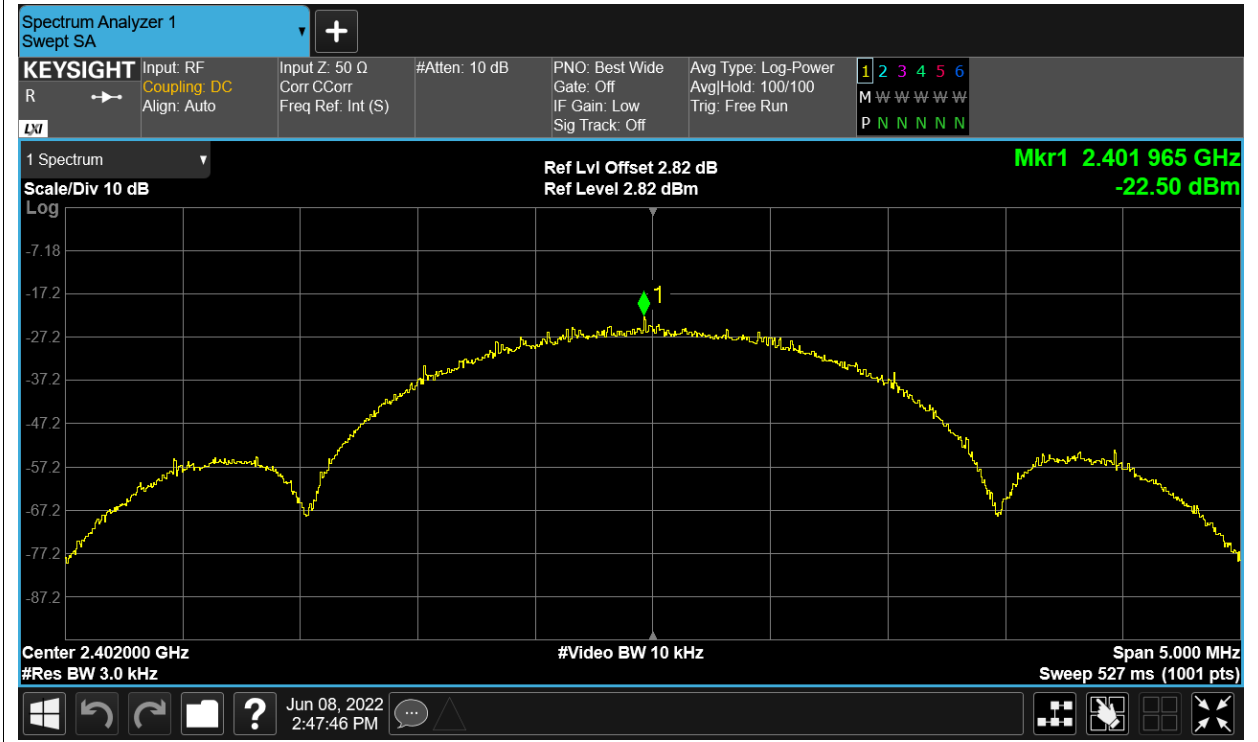 Spectrum Analyzer 1
Swept SA
+
KEYSIGHT
R
LXI
Input: RF
Coupling: DC
Align: Auto
Input Z: 50 Ω
Corr CCorr
Freq Ref: Int (S)
#Atten: 10 dB
PNO: Best Wide
Gate: Off
IF Gain: Low
Sig Track: Off
Avg Type: Log-Power
Avg|Hold: 100/100
Trig: Free Run
1 2 3 4 5 6
M W W W W W
P N N N N N
1 Spectrum
Scale/Div 10 dB
Ref Lvl Offset 2.82 dB
Ref Level 2.82 dBm
Mkr1 2.401 965 GHz
-22.50 dBm
Log
1
-7.18
-17.2
-27.2
-37.2
-47.2
-57.2
-67.2
-77.2
-87.2
Center 2.402000 GHz
#Res BW 3.0 kHz
#Video BW 10 kHz
Span 5.000 MHz
Sweep 527 ms (1001 pts)
?
Jun 08, 2022
2:47:46 PM